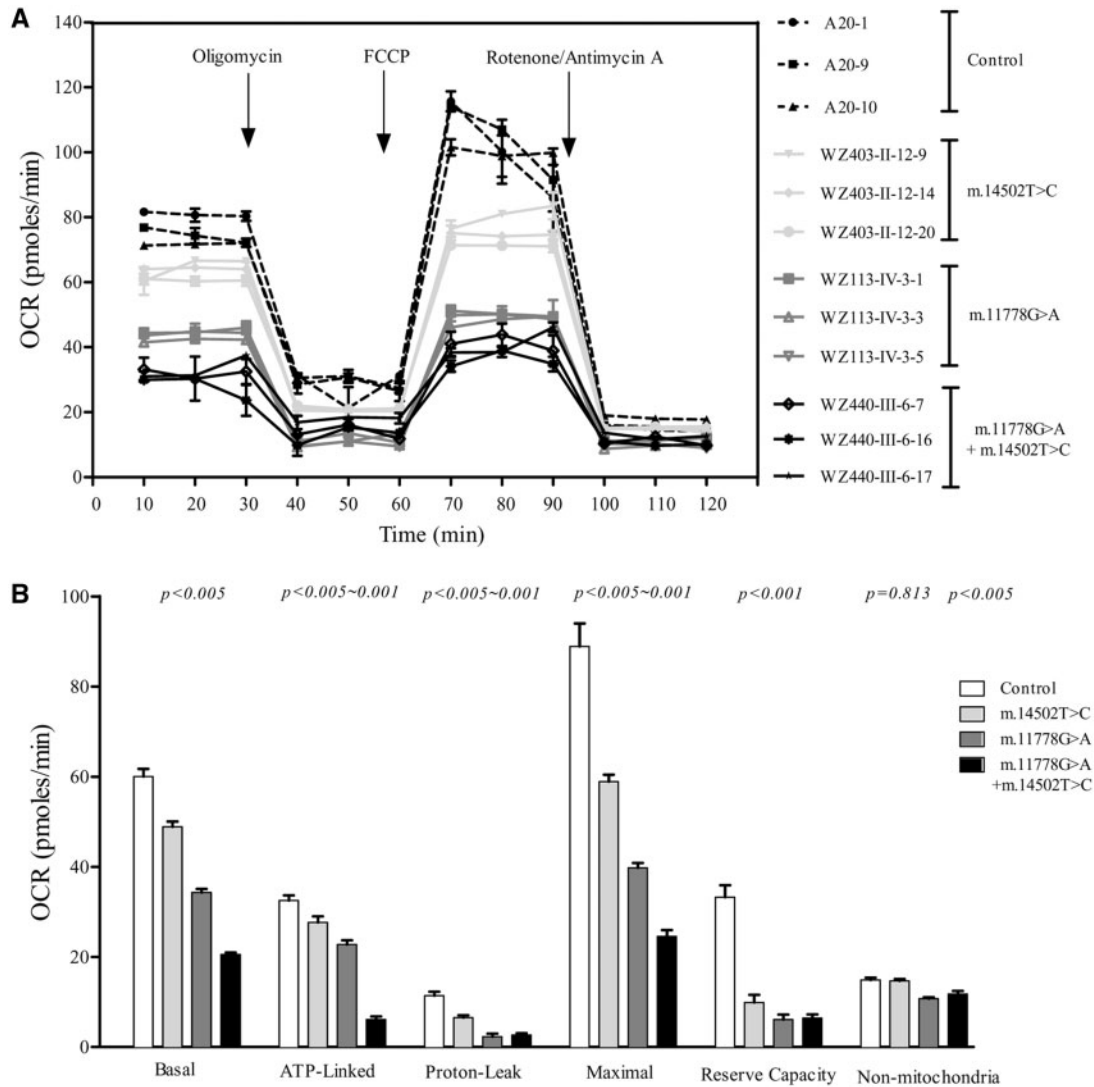 A
140
120
100
80
60
40
20
0
OCR (pmoles/min)
Oligomycin
FCCP
Rotenone/Antimycin A
0 10 20 30 40 50 60 70 80 90 100 110 120
Time (min)
A20-1
A20-9
A20-10
Control
WZ403-II-12-9
WZ403-II-12-14
WZ403-II-12-20
m.14502T>C
WZ113-IV-3-1
WZ113-IV-3-3
WZ113-IV-3-5
m.11778G>A
WZ440-III-6-7
WZ440-III-6-16
WZ440-III-6-17
m.11778G>A
+ m.14502T>C
B
p<0.005 p<0.005~0.001 p<0.005~0.001 p<0.005~0.001 p<0.001 p=0.813 p<0.005
100
80
60
40
20
0
OCR (pmoles/min)
Control
m.14502T>C
m.11778G>A
m.11778G>A
+m.14502T>C
Basal ATP-Linked Proton-Leak Maximal Reserve Capacity Non-mitochondria